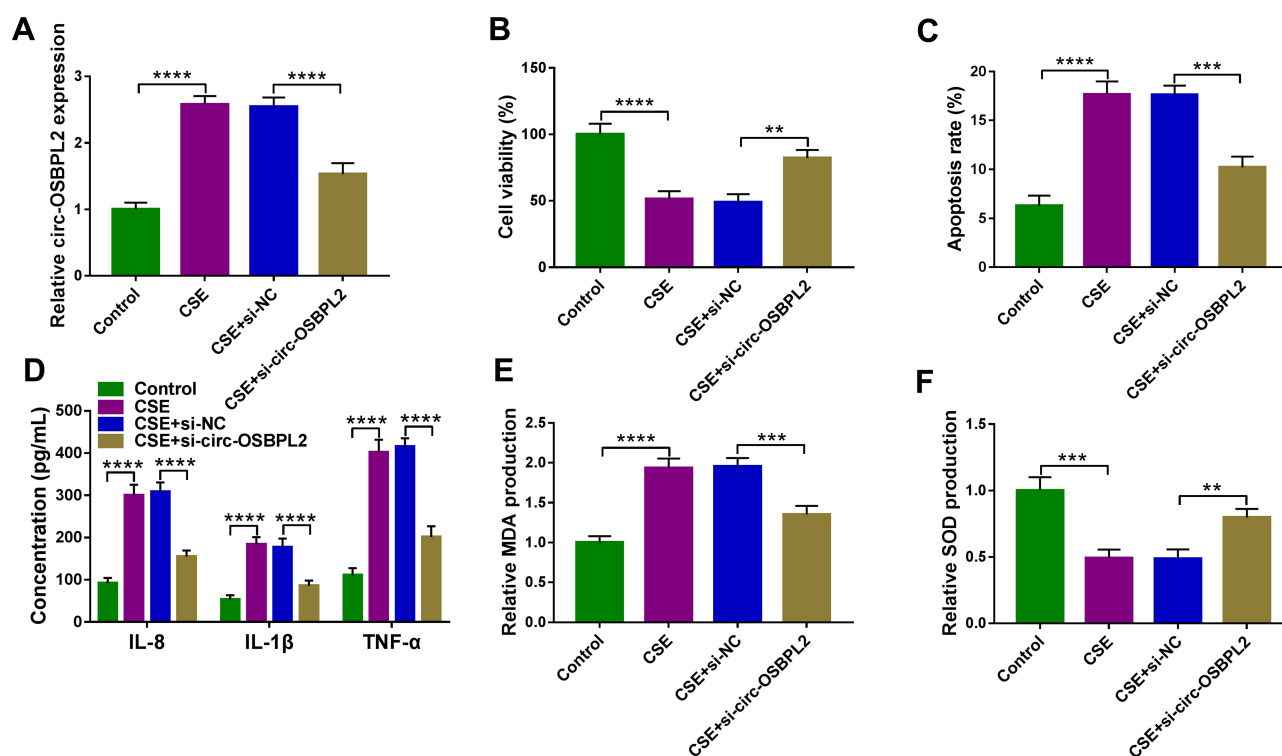 A
Relative circ-OSBPL2 expression
3
2
1
0
****
****
Control
CSE
CSE+si-NC
CSE+si-circ-OSBPL2
B
Cell viability (%)
150
100
50
0
****
**
Control
CSE
CSE+si-NC
CSE+si-circ-OSBPL2
C
Apoptosis rate (%)
20
15
10
5
0
****
***
Control
CSE
CSE+si-NC
CSE+si-circ-OSBPL2
D
Control
CSE
CSE+si-NC
CSE+si-circ-OSBPL2
Concentration (pg/mL)
500
400
300
200
100
0
****
****
****
****
****
****
IL-8
IL-1β
TNF-α
E
Relative MDA production
2.5
2.0
1.5
1.0
0.5
0.0
****
***
Control
CSE
CSE+si-NC
CSE+si-circ-OSBPL2
F
Relative SOD production
1.5
1.0
0.5
0.0
***
**
Control
CSE
CSE+si-NC
CSE+si-circ-OSBPL2